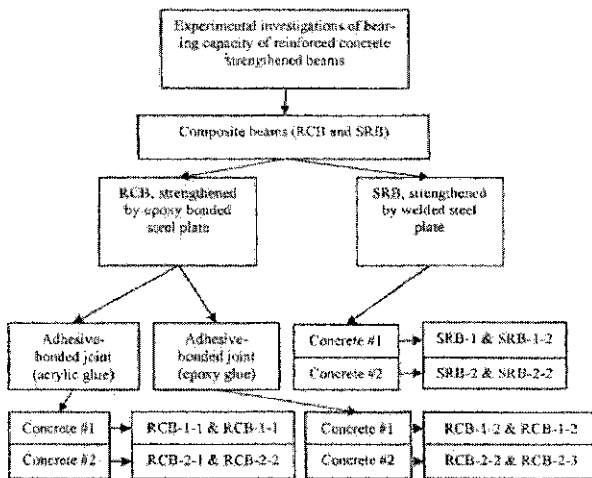 Experimental investigations of bear-
ing capacity of reinforced concrete
strengthened beams
Composite beams (RCB and SRB)
RCB, strengthened
by epoxy bonded
steel plate
SRB, strengthened
by welded steel
plate
Adhesive-
bonded joint
(acrylic glue)
Adhesive-
bonded joint
(epoxy glue)
Concrete #1
SRB-1 & SRB-1-2
Concrete #2
SRB-2 & SRB-2-2
Concrete #1
RCB-1-1 & RCB-1-1
Concrete #2
RCB-2-1 & RCB-2-2
Concrete #1
RCB-1-2 & RCB-1-2
Concrete #2
RCB-2-2 & RCB-2-3